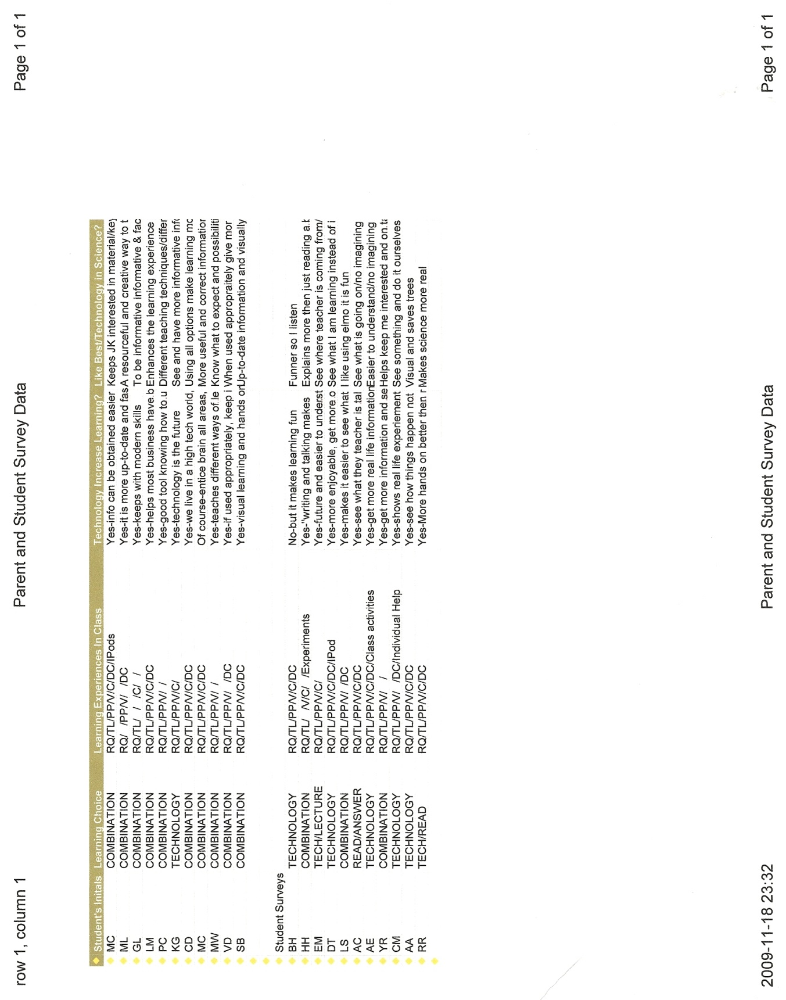 row 1, column 1 Parent and Student Survey Data Page 1 of 1
Student's Initals Learning Choice Learning Experiences In Class Technology Increase Learning? Like Best/Technology in Science?
MC COMBINATION RQ/TL/PP/V/C/DC/IPods Yes-info can be obtained easier Keeps JK interested in material/key
ML COMBINATION RQ/ /PP/V/ /DC Yes-it is more up-to-date and fas A resourceful and creative way to t
GL COMBINATION RQ/TL/ / /C/ / Yes-keeps with modern skills To be informative informative & fac
LM COMBINATION RQ/TL/PP/V/C/DC Yes-helps most business have.b Enhances the learning experience
PC COMBINATION RQ/TL/PP/V/ / Yes-good tool knowing how to.u Different teaching techniques/differ
KG TECHNOLOGY RQ/TL/PP/V/C/ Yes-technology is the future See and have more informative inf
CD COMBINATION RQ/TL/PP/V/C/DC Yes-we live in a high tech world, Using all options make learning mo
MC COMBINATION RQ/TL/PP/V/C/DC Of course-entice brain all areas, More useful and correct information
MW COMBINATION RQ/TL/PP/V/ / Yes-teaches different ways of.le Know what to expect and possibiliti
VD COMBINATION RQ/TL/PP/V/ /DC Yes-if used appropriately, keep i When used appropraitely give mor
SB COMBINATION RQ/TL/PP/V/C/DC Yes-visual learning and hands or Up-to-date information and visually
Student Surveys
BH TECHNOLOGY RQ/TL/PP/V/C/DC No-but it makes learning fun Funner so I listen
HH COMBINATION RQ/TL/ /V/C/ /Experiments Yes-"writing and talking makes Explains more then just reading a.k
EM TECH/LECTURE RQ/TL/PP/V/C/ Yes-future and easier to underst See where teacher is coming from/
DT TECHNOLOGY RQ/TL/PP/V/C/DC/IPod Yes-more enjoyable, get more.o See what I am learning instead of i
LS COMBINATION RQ/TL/PP/V/ /DC Yes-makes it easier to see what I like using elmo it is fun
AC READ/ANSWER RQ/TL/PP/V/C/DC Yes-see what they teacher is.tal See what is going on/no imagining
AE TECHNOLOGY RQ/TL/PP/V/C/DC/Class activities Yes-get more real life information Easier to understand/no imagining
YR COMBINATION RQ/TL/PP/V/ / Yes-get more information and.se Helps keep me interested and on.ta
CM TECHNOLOGY RQ/TL/PP/V/ /DC/Individual Help Yes-shows real life experiement See something and do it ourselves
AA TECHNOLOGY RQ/TL/PP/V/C/DC Yes-see how things happen not Visual and saves trees
RR TECH/READ RQ/TL/PP/V/C/DC Yes-More hands on better then r Makes science more real
2009-11-18 23:32 Parent and Student Survey Data Page 1 of 1